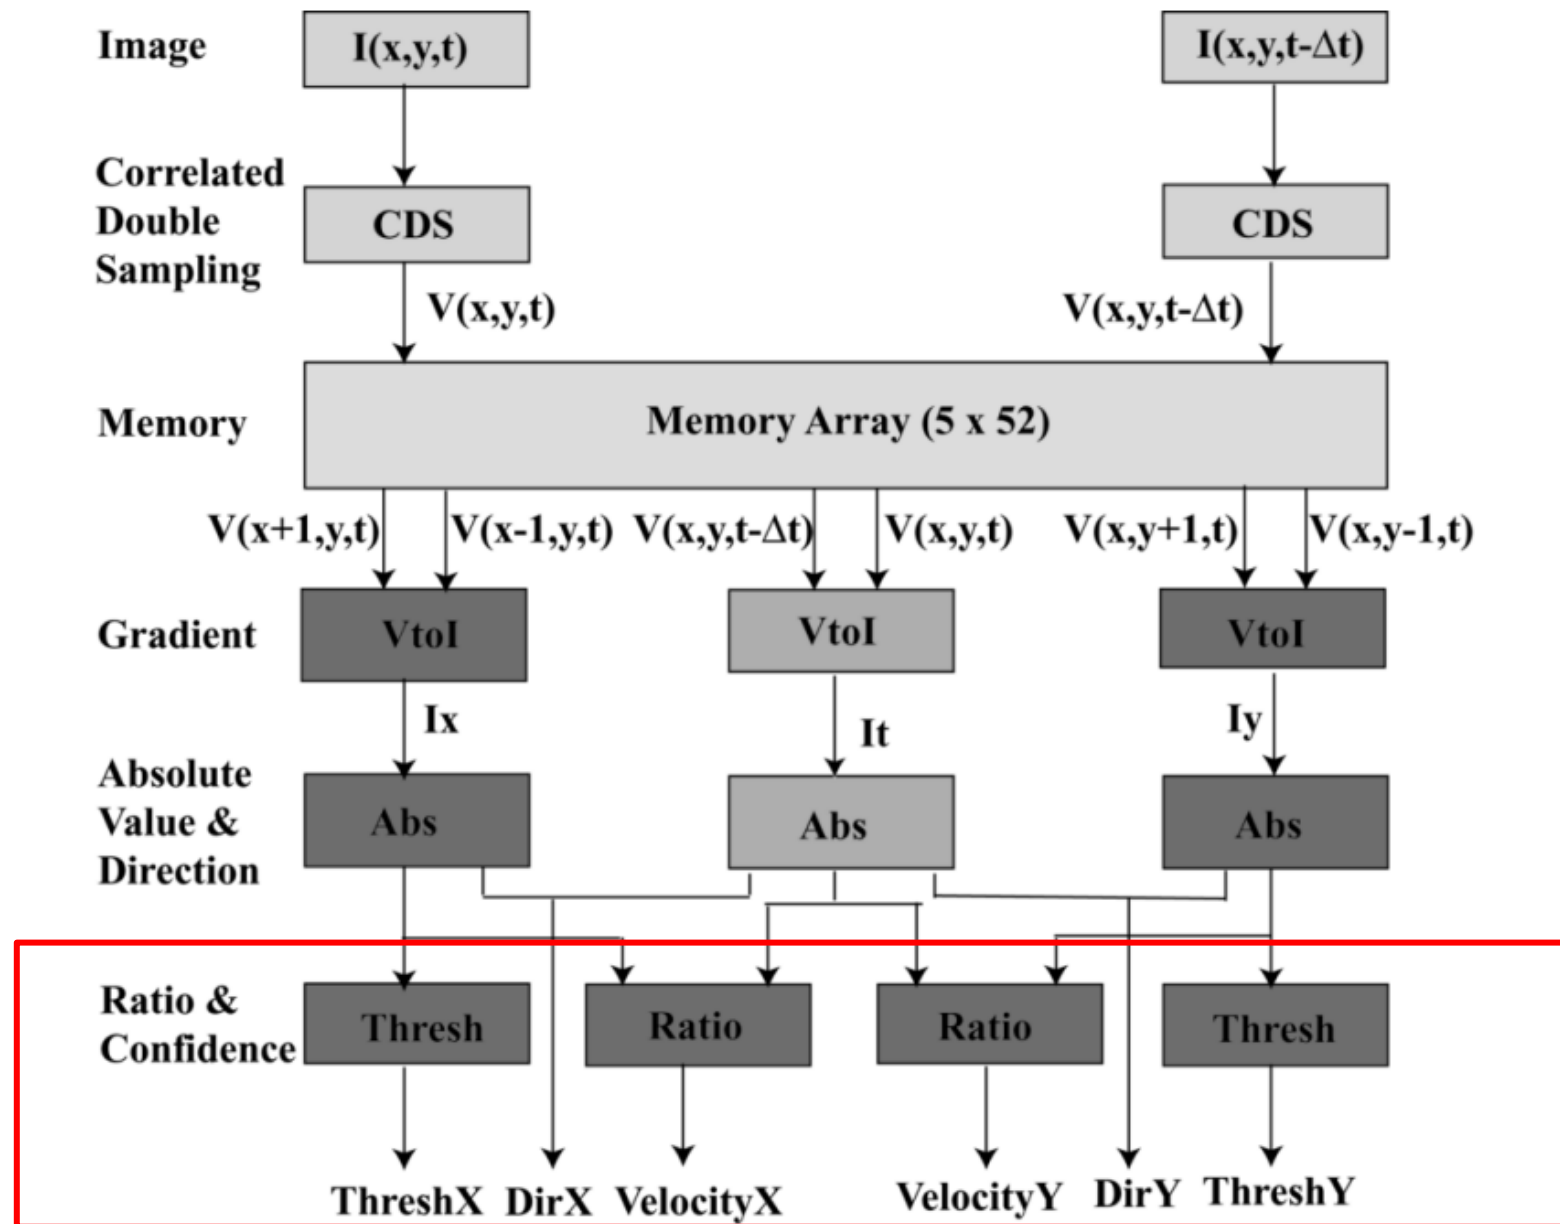 Image
I(x,y,t)
I(x,y,t-Δt)
Correlated
Double
Sampling
CDS
CDS
V(x,y,t)
V(x,y,t-Δt)
Memory
Memory Array (5 x 52)
V(x+1,y,t)
V(x-1,y,t)
V(x,y,t-Δt)
V(x,y,t)
V(x,y+1,t)
V(x,y-1,t)
Gradient
VtoI
VtoI
VtoI
Ix
It
Iy
Absolute
Value &
Direction
Abs
Abs
Abs
Ratio &
Confidence
Thresh
Ratio
Ratio
Thresh
ThreshX
DirX
VelocityX
VelocityY
DirY
ThreshY